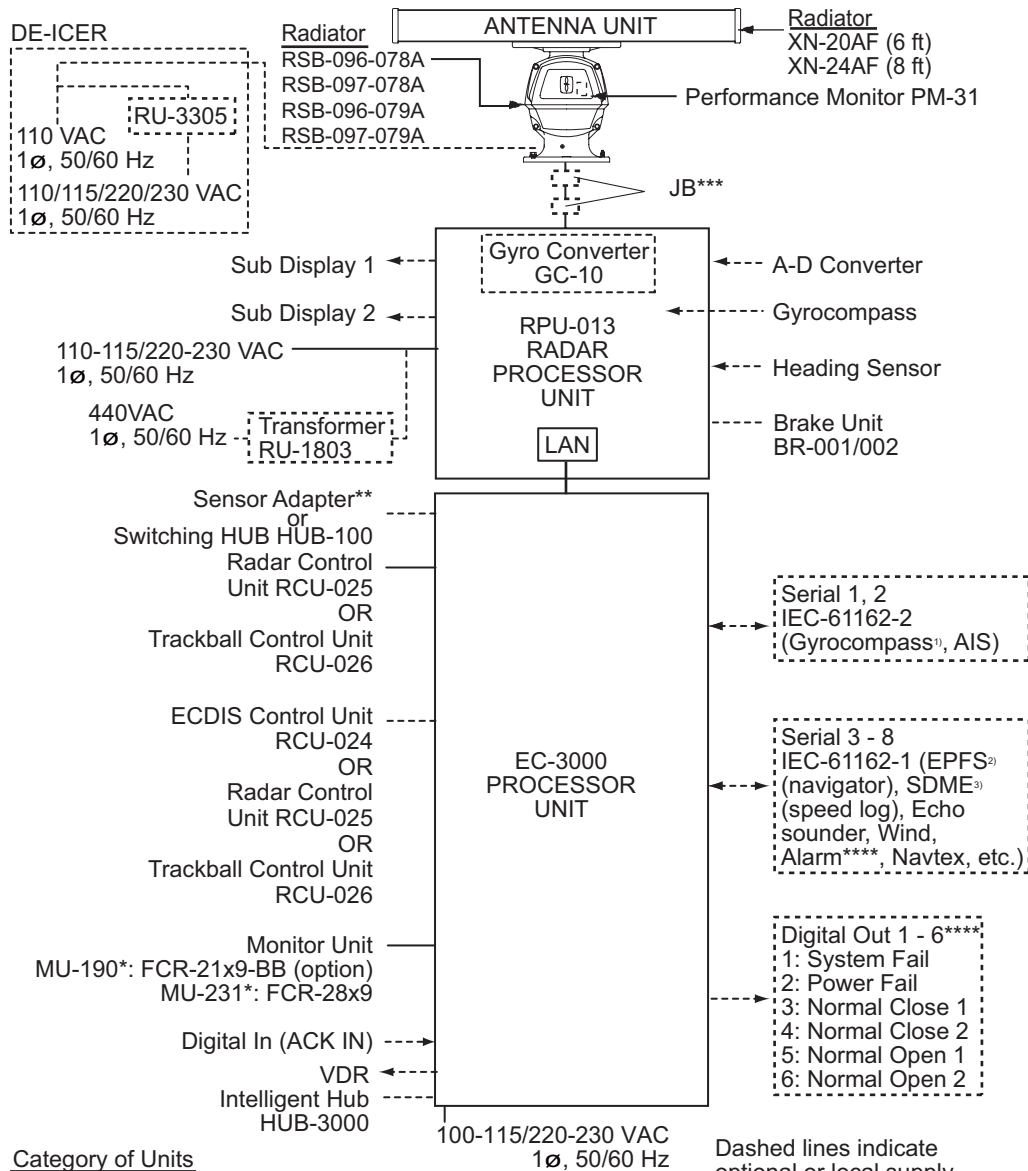 DE-ICER
110 VAC
1ø, 50/60 Hz
RU-3305
110/115/220/230 VAC
1ø, 50/60 Hz
Radiator
RSB-096-078A
RSB-097-078A
RSB-096-079A
RSB-097-079A
ANTENNA UNIT
Radiator
XN-20AF (6 ft)
XN-24AF (8 ft)
Performance Monitor PM-31
JB***
Gyro Converter
GC-10
RPU-013
RADAR
PROCESSOR
UNIT
LAN
Sub Display 1
Sub Display 2
110-115/220-230 VAC
1ø, 50/60 Hz
440VAC
1ø, 50/60 Hz
Transformer
RU-1803
A-D Converter
Gyrocompass
Heading Sensor
Brake Unit
BR-001/002
Sensor Adapter**
or
Switching HUB HUB-100
Radar Control
Unit RCU-025
OR
Trackball Control Unit
RCU-026
ECDIS Control Unit
RCU-024
OR
Radar Control
Unit RCU-025
OR
Trackball Control Unit
RCU-026
Monitor Unit
MU-190*: FCR-21x9-BB (option)
MU-231*: FCR-28x9
Digital In (ACK IN)
VDR
Intelligent Hub
HUB-3000
EC-3000
PROCESSOR
UNIT
Serial 1, 2
IEC-61162-2
(Gyrocompass1), AIS)
Serial 3 - 8
IEC-61162-1 (EPFS2)
(navigator), SDME3)
(speed log), Echo
sounder, Wind,
Alarm****, Navtex, etc.)
Digital Out 1 - 6****
1: System Fail
2: Power Fail
3: Normal Close 1
4: Normal Close 2
5: Normal Open 1
6: Normal Open 2
100-115/220-230 VAC
1ø, 50/60 Hz
Category of Units
Dashed lines indicate
optional or local supply